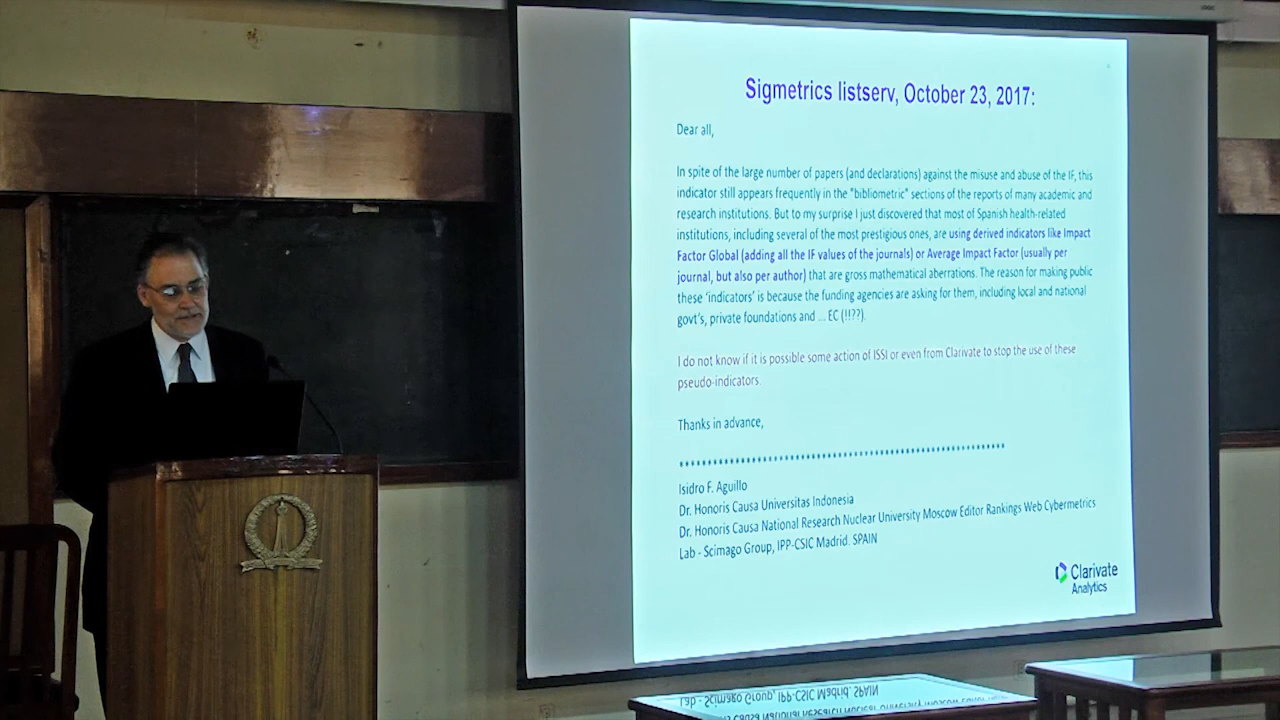 Sigmetrics listserv, October 23, 2017:
Dear all,
In spite of the large number of papers (and declarations) against the misuse and abuse of the IF, this
indicator still appears frequently in the "bibliometric" sections of the reports of many academic and
research institutions. But to my surprise I just discovered that most of Spanish health-related
institutions, including several of the most prestigious ones, are using derived indicators like Impact
Factor Global (adding all the IF values of the journals) or Average Impact Factor (usually per
journal, but also per author) that are gross mathematical aberrations. The reason for making public
these ‘indicators’ is because the funding agencies are asking for them, including local and national
govt’s, private foundations and ... EC (!!??).
I do not know if it is possible some action of ISSI or even from Clarivate to stop the use of these
pseudo-indicators.
Thanks in advance,
Isidro F. Aguillo
Dr. Honoris Causa Universitas Indonesia
Dr. Honoris Causa National Research Nuclear University Moscow Editor Rankings Web Cybermetrics
Lab - Scimago Group, IPP-CSIC Madrid. SPAIN
Clarivate
Analytics